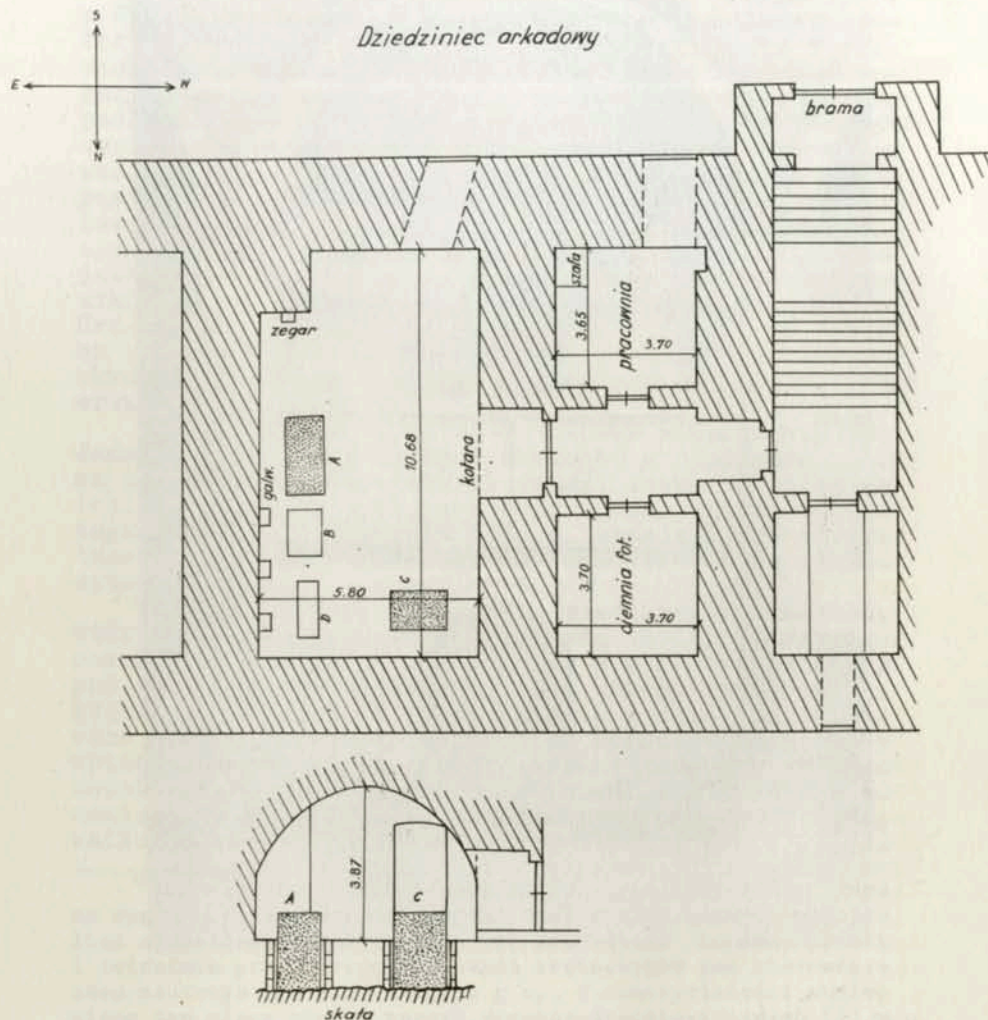 S
Dziedziniec arkadowy
E
W
N
brama
szafa
zegar
3.65
pracownia
3.70
10.68
kotara
A
galw.
B
5.80
C
D
3.70
ciemnia fot.
3.70
3.87
A
C
skała